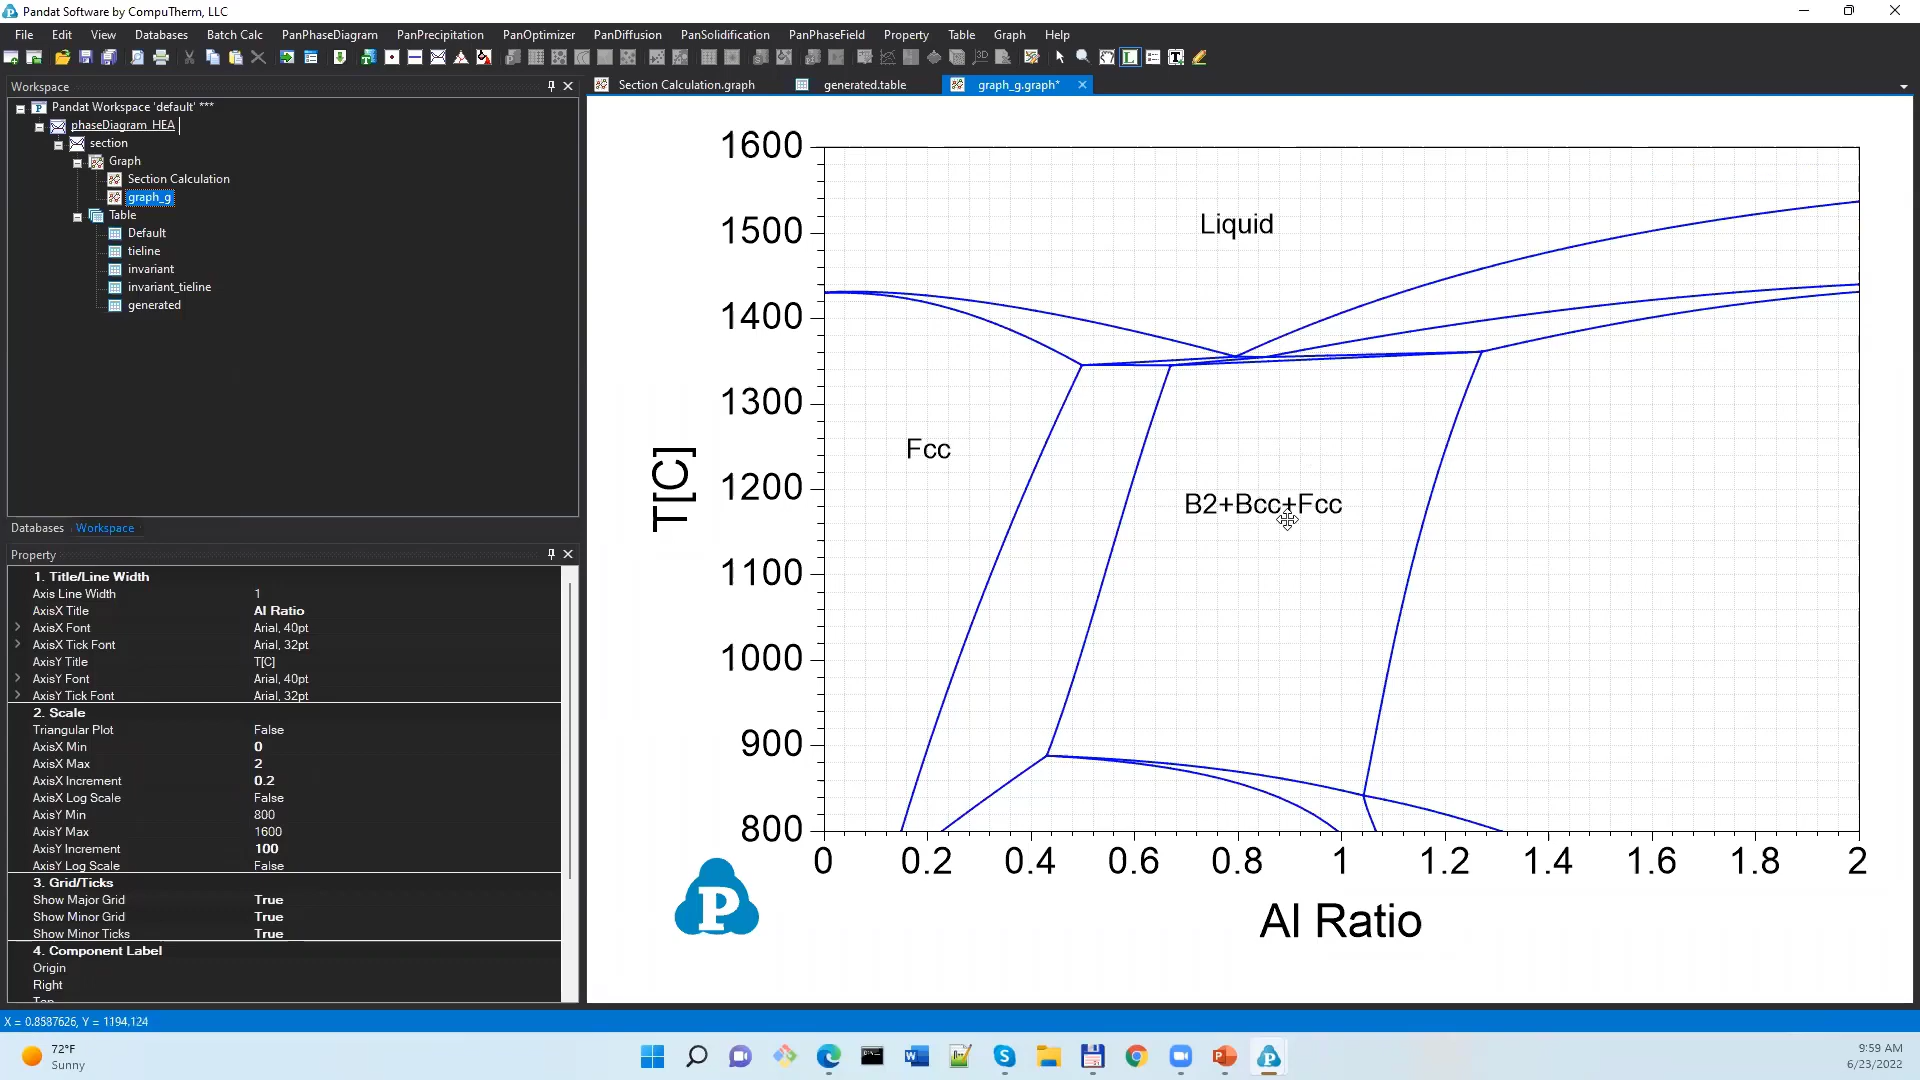 Pandat Software by CompuTherm, LLC
File Edit View Databases Batch Calc PanPhaseDiagram PanPrecipitation PanOptimizer PanDiffusion PanSolidification PanPhaseField Property Table Graph Help
Workspace
Section Calculation.graph generated.table graph_g.graph*
Pandat Workspace 'default' ***
phaseDiagram_HEA
section
Graph
Section Calculation
graph_g
Table
Default
tieline
invariant
invariant_tieline
generated
Databases Workspace
Property
1. Title/Line Width
Axis Line Width 1
AxisX Title Al Ratio
AxisX Font Arial, 40pt
AxisX Tick Font Arial, 32pt
AxisY Title T[C]
AxisY Font Arial, 40pt
AxisY Tick Font Arial, 32pt
2. Scale
Triangular Plot False
AxisX Min 0
AxisX Max 2
AxisX Increment 0.2
AxisX Log Scale False
AxisY Min 800
AxisY Max 1600
AxisY Increment 100
AxisY Log Scale False
3. Grid/Ticks
Show Major Grid True
Show Minor Grid True
Show Minor Ticks True
4. Component Label
Origin
Right
Top
1600
1500
1400
1300
1200
1100
1000
900
800
T[C]
Liquid
Fcc
B2+Bcc+Fcc
0 0.2 0.4 0.6 0.8 1 1.2 1.4 1.6 1.8 2
Al Ratio
P
X = 0.8587626, Y = 1194.124
72°F
Sunny
9:59 AM
6/23/2022